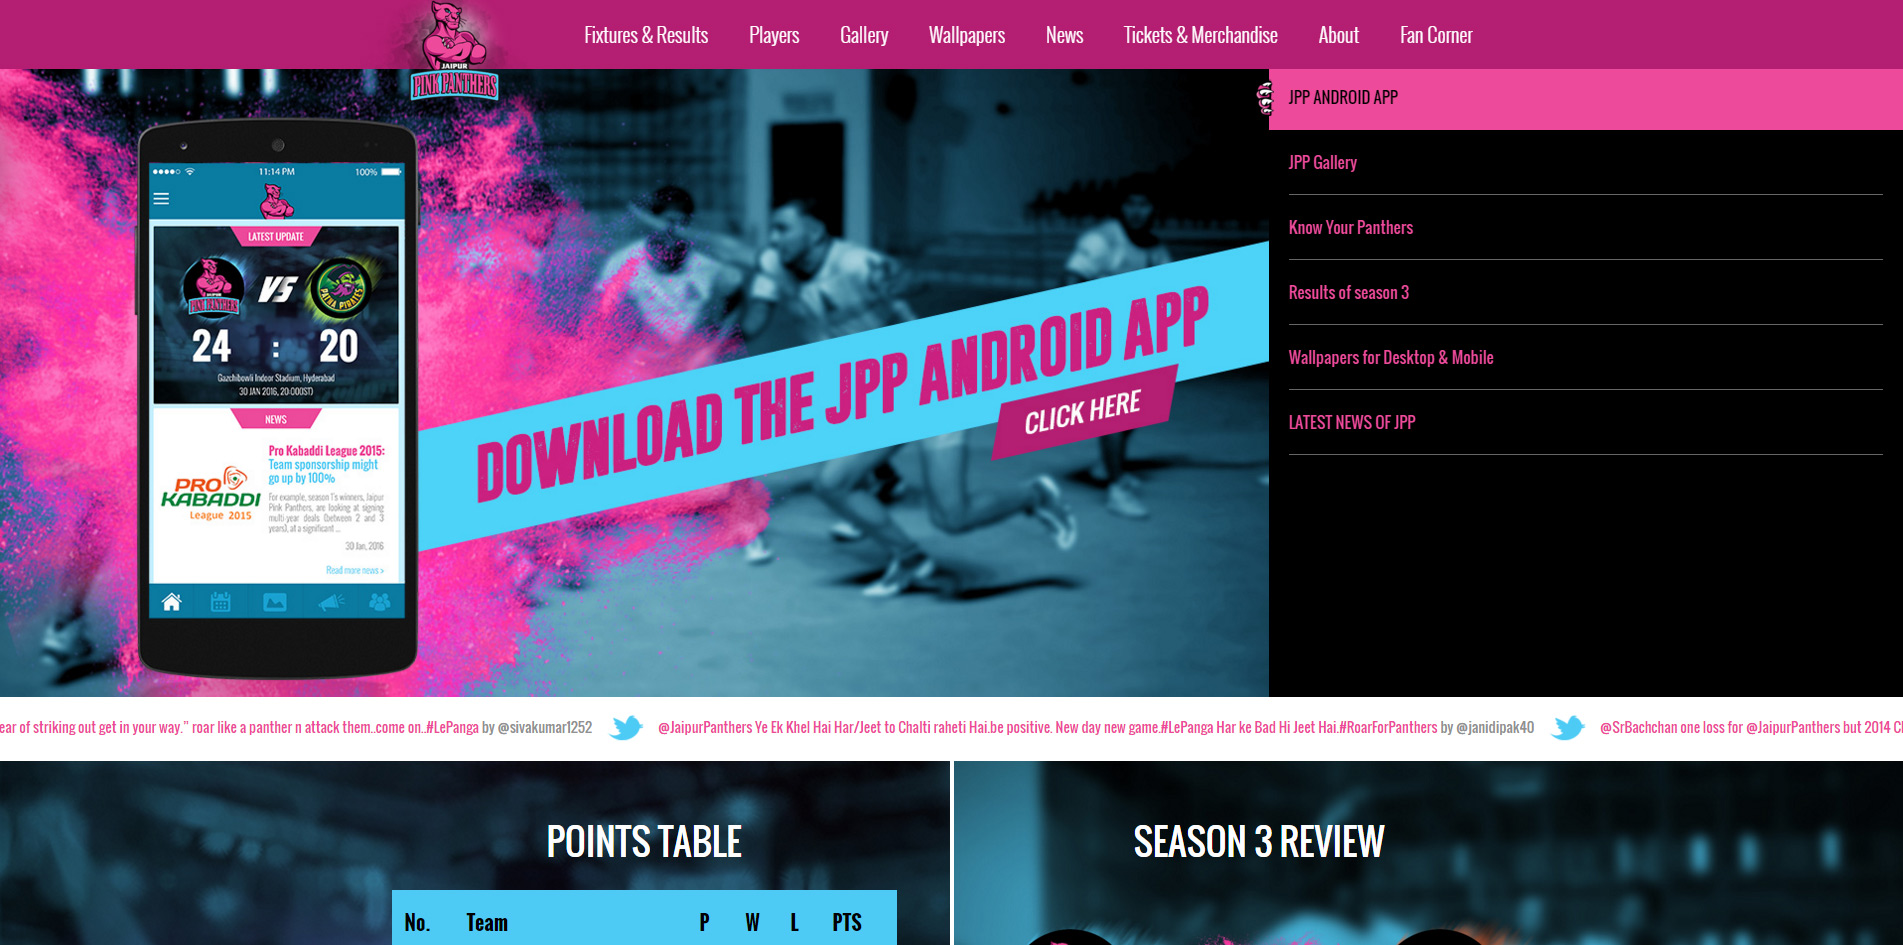 JAIPUR
PINK PANTHERS
Fixtures & Results
Players
Gallery
Wallpapers
News
Tickets & Merchandise
About
Fan Corner
11:14 PM
100%
LATEST UPDATE
JAIPUR
PINK PANTHERS
VS
PATNA PIRATES
24 : 20
Gazchibowli Indoor Stadium, Hyderabad
30 JAN 2016, 20:00(IST)
NEWS
PRO
KABADDI
League 2015
Pro Kabaddi League 2015:
Team sponsorship might
go up by 100%
For example, season 1's winners, Jaipur
Pink Panthers, are looking at signing
multi-year deals (between 2 and 3
years), at a significant ...
30 Jan, 2016
Read more news >
DOWNLOAD THE JPP ANDROID APP
CLICK HERE
JPP ANDROID APP
JPP Gallery
Know Your Panthers
Results of season 3
Wallpapers for Desktop & Mobile
LATEST NEWS OF JPP
ear of striking out get in your way." roar like a panther n attack them..come on..#LePanga by @sivakumar1252
@JaipurPanthers Ye Ek Khel Hai Har/Jeet to Chalti raheti Hai.be positive. New day new game.#LePanga Har ke Bad Hi Jeet Hai.#RoarForPanthers by @janidipak40
@SrBachchan one loss for @JaipurPanthers but 2014
POINTS TABLE
No. Team P W L PTS
SEASON 3 REVIEW